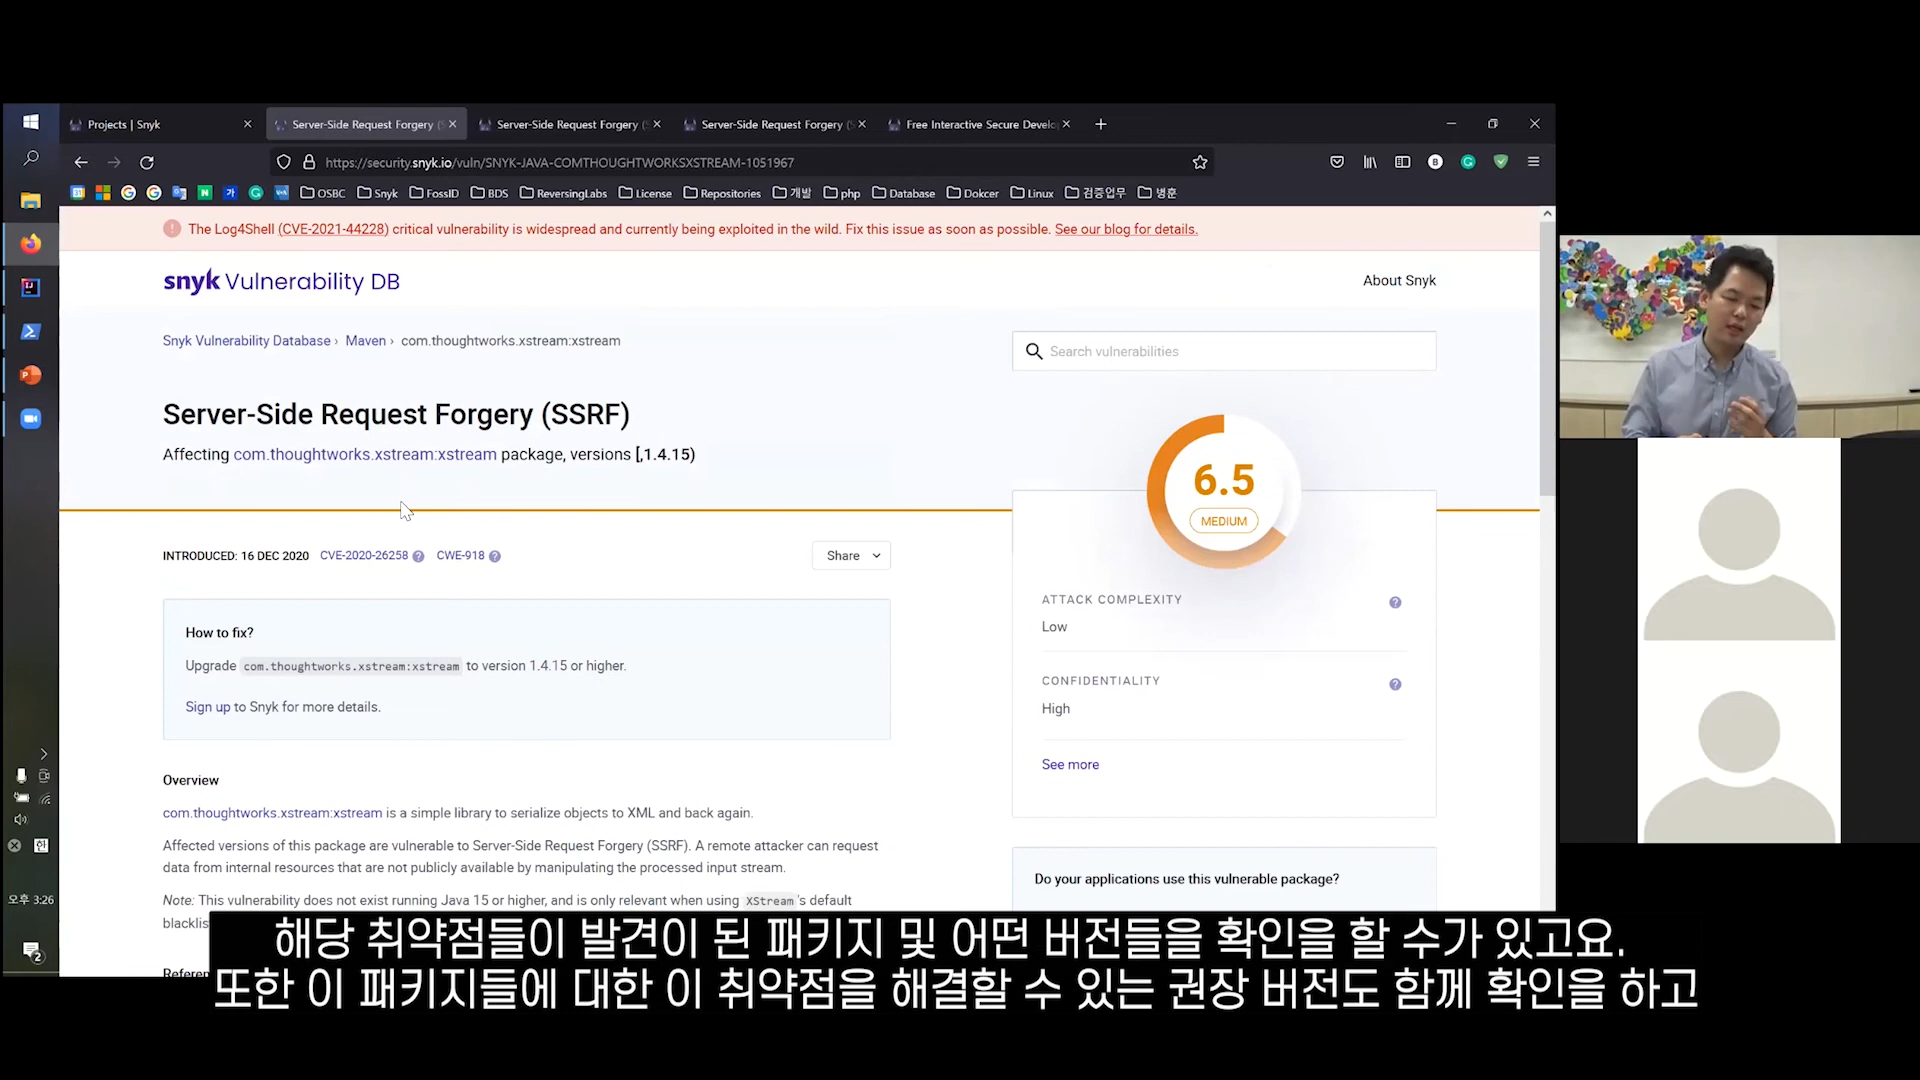 Projects | Snyk
Server-Side Request Forgery (
Server-Side Request Forgery (
Server-Side Request Forgery (
Free Interactive Secure Develo
https://security.snyk.io/vuln/SNYK-JAVA-COMTHOUGHTWORKSXSTREAM-1051967
OSBC Snyk FossID BDS ReversingLabs License Repositories 개발 php Database Dokcer Linux 검증업무 병훈
The Log4Shell (CVE-2021-44228) critical vulnerability is widespread and currently being exploited in the wild. Fix this issue as soon as possible. See our blog for details.
snyk Vulnerability DB
About Snyk
Snyk Vulnerability Database › Maven › com.thoughtworks.xstream:xstream
Search vulnerabilities
Server-Side Request Forgery (SSRF)
Affecting com.thoughtworks.xstream:xstream package, versions [,1.4.15)
6.5
MEDIUM
INTRODUCED: 16 DEC 2020 CVE-2020-26258 ? CWE-918 ?
Share
How to fix?
Upgrade com.thoughtworks.xstream:xstream to version 1.4.15 or higher.
Sign up to Snyk for more details.
ATTACK COMPLEXITY
Low
CONFIDENTIALITY
High
See more
Overview
com.thoughtworks.xstream:xstream is a simple library to serialize objects to XML and back again.
Affected versions of this package are vulnerable to Server-Side Request Forgery (SSRF). A remote attacker can request
data from internal resources that are not publicly available by manipulating the processed input stream.
Note: This vulnerability does not exist running Java 15 or higher, and is only relevant when using XStream's default
blacklis
Referen
Do your applications use this vulnerable package?
한
오후 3:26
2
해당 취약점들이 발견이 된 패키지 및 어떤 버전들을 확인을 할 수가 있고요.
또한 이 패키지들에 대한 이 취약점을 해결할 수 있는 권장 버전도 함께 확인을 하고